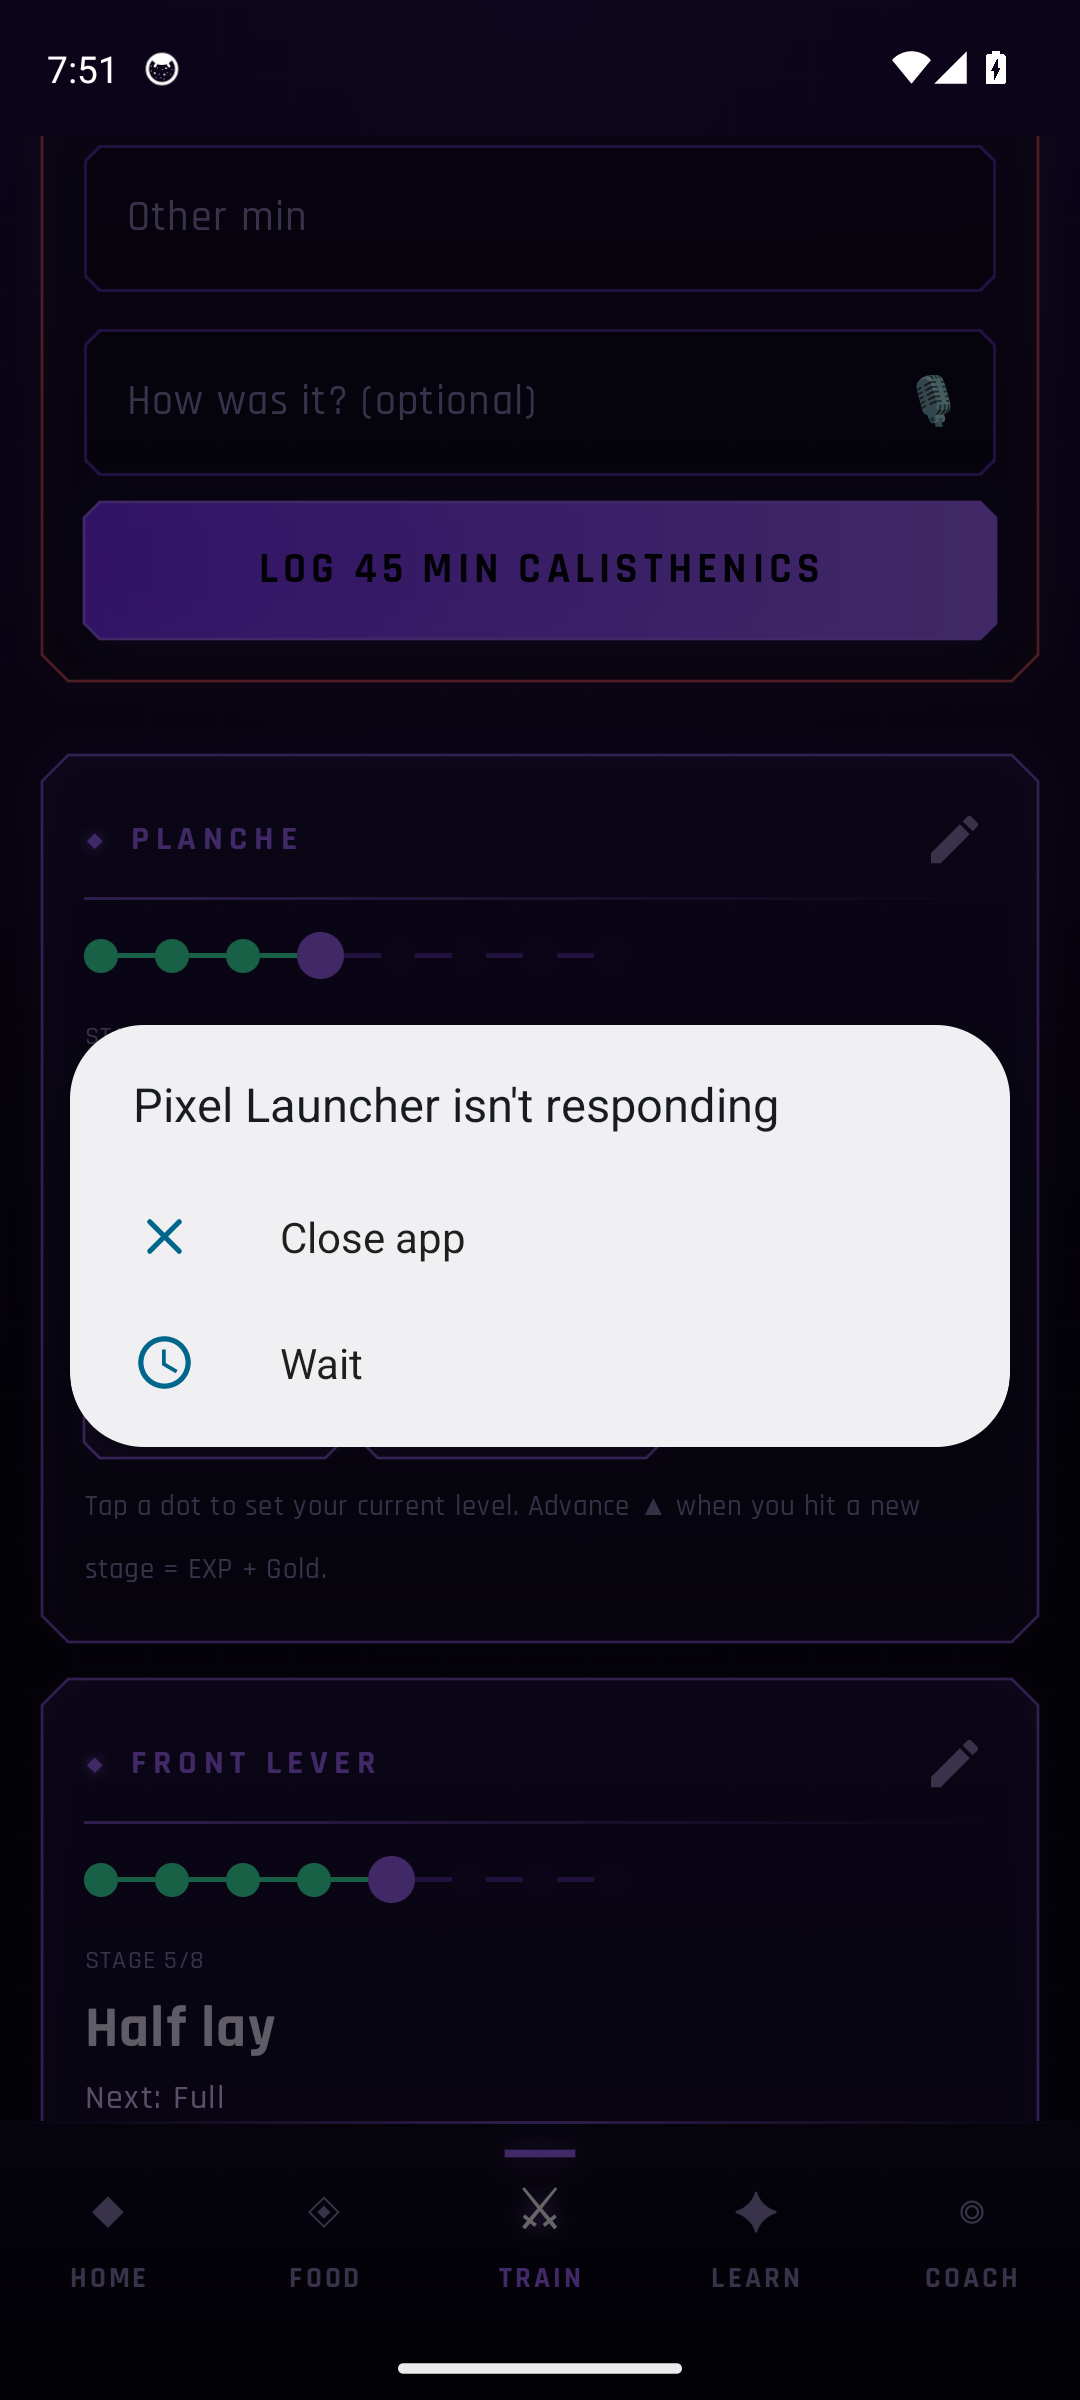 7:51
Other min
How was it? (optional)
LOG 45 MIN CALISTHENICS
PLANCHE
Pixel Launcher isn't responding
Close app
Wait
Tap a dot to set your current level. Advance ▲ when you hit a new
stage = EXP + Gold.
FRONT LEVER
STAGE 5/8
Half lay
Next: Full
HOME FOOD TRAIN LEARN COACH